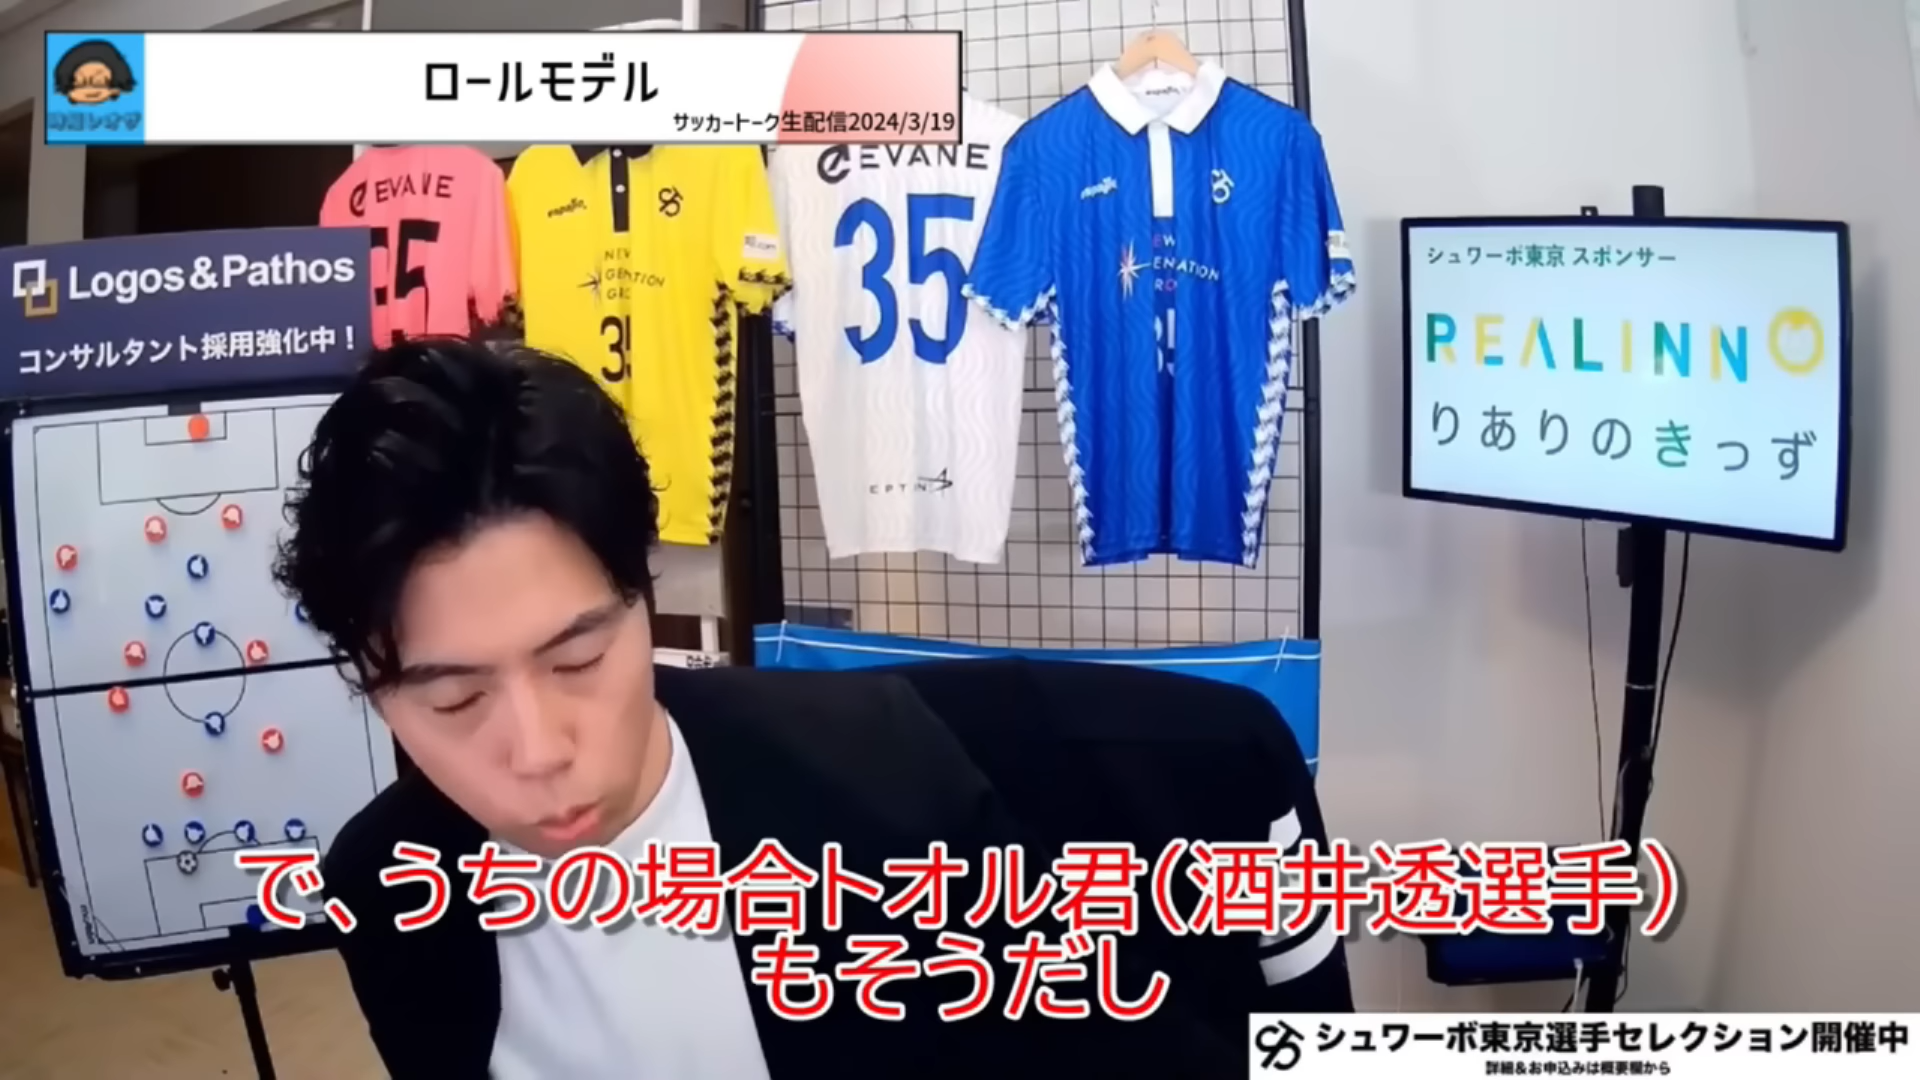 ロールモデル
サッカートーク生配信2024/3/19
EVANE
35
NEW
35
EVANE
35
EPTIN
ENATION
Logos&Pathos
コンサルタント採用強化中！
シュワーボ東京 スポンサー
REALINNO
りありのきっず
で、うちの場合トオル君（酒井透選手）
もそうだし
シュワーボ東京選手セレクション開催中
詳細&お申込みは概要欄から